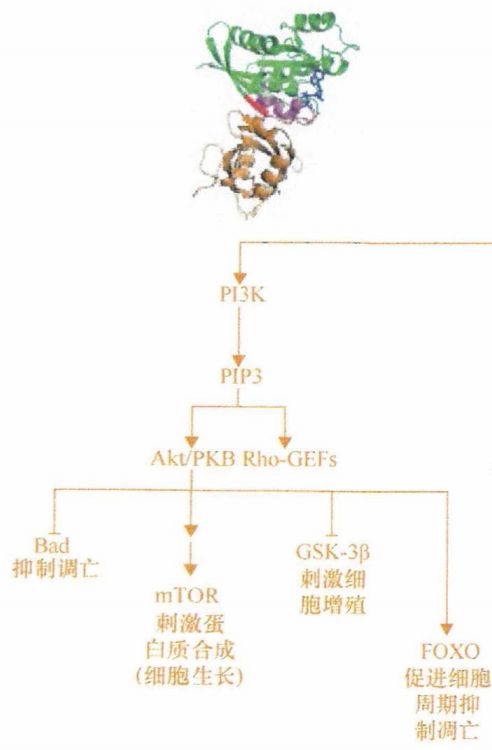 PI3K
PIP3
Akt/PKB Rho-GEFs
Bad
抑制调亡
mTOR
刺激蛋
白质合成
(细胞生长)
GSK-3β
刺激细
胞增殖
FOXO
促进细胞
周期抑
制凋亡